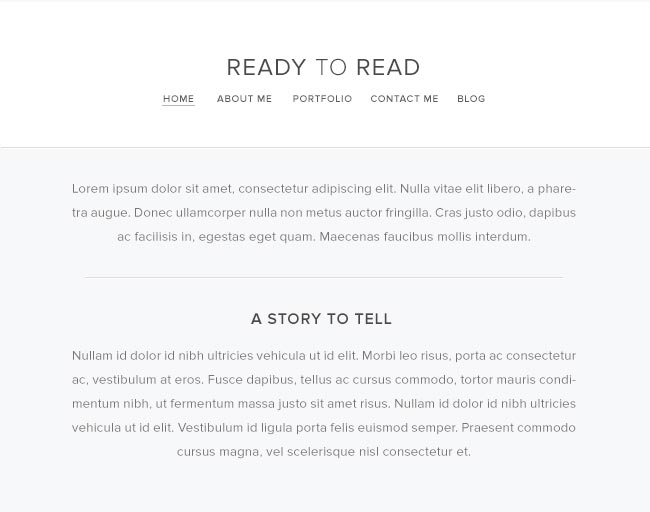 READY TO READ
HOME ABOUT ME PORTFOLIO CONTACT ME BLOG
Lorem ipsum dolor sit amet, consectetur adipiscing elit. Nulla vitae elit libero, a phare-
tra augue. Donec ullamcorper nulla non metus auctor fringilla. Cras justo odio, dapibus
ac facilisis in, egestas eget quam. Maecenas faucibus mollis interdum.
A STORY TO TELL
Nullam id dolor id nibh ultricies vehicula ut id elit. Morbi leo risus, porta ac consectetur
ac, vestibulum at eros. Fusce dapibus, tellus ac cursus commodo, tortor mauris condi-
mentum nibh, ut fermentum massa justo sit amet risus. Nullam id dolor id nibh ultricies
vehicula ut id elit. Vestibulum id ligula porta felis euismod semper. Praesent commodo
cursus magna, vel scelerisque nisl consectetur et.